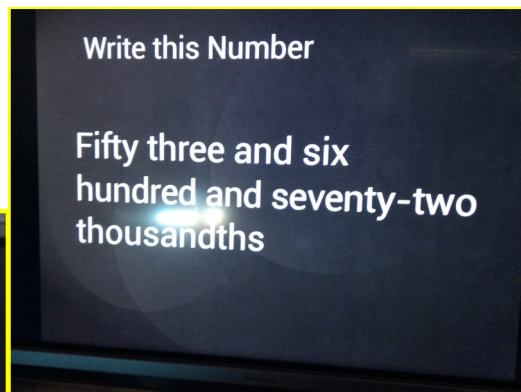 Write this Number
Fifty three and six
hundred and seventy-two
thousandths